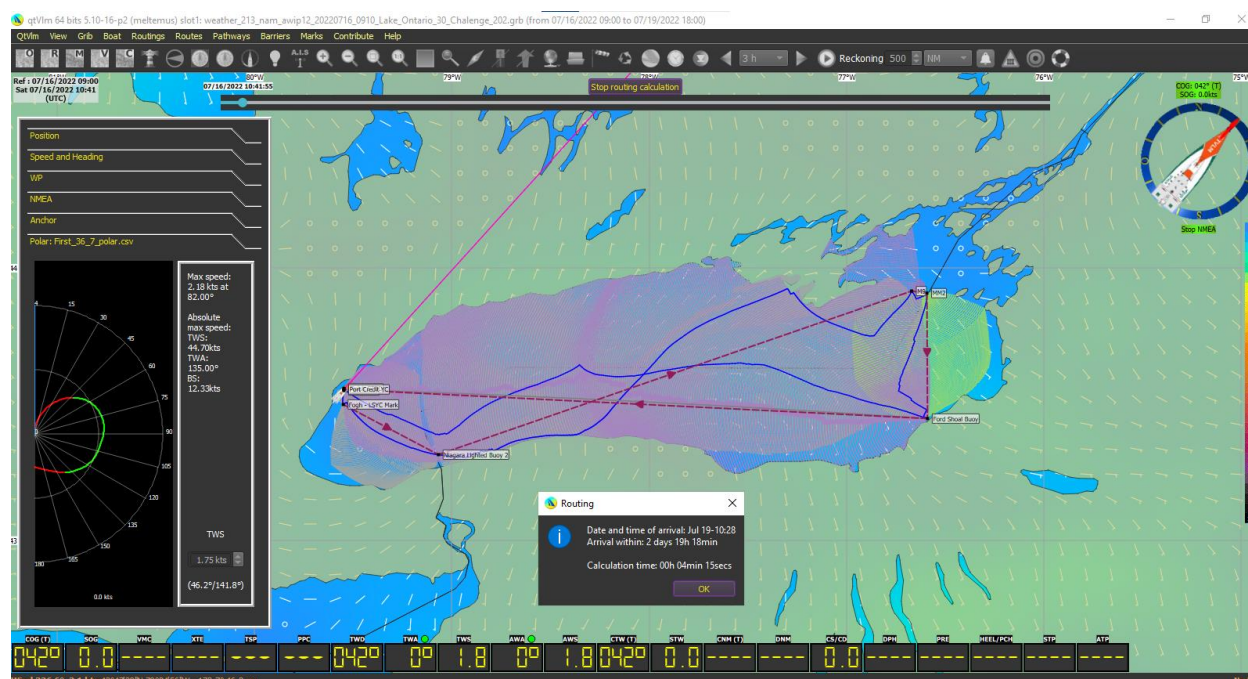 qtVlm 64 bits 5.10-16-p2 (meltemus) slot1: weather_213_nam_awip12_20220716_0910_Lake_Ontario_30_Chalenge_202.grb (from 07/16/2022 09:00 to 07/19/2022 18:00)
QtVlm View Grib Boat Routings Routes Pathways Barriers Marks Contribute Help
O R M V C A.I.S 3 h Reckoning 500 NM
80°W 79°W 78°W 77°W 76°W 75°W
Ref : 07/16/2022 09:00
Sat 07/16/2022 10:41
(UTC)
07/16/2022 10:41:55
Stop routing calculation
COG: 042° (T)
SOG: 0.0kts
Stop NMEA
Position
Speed and Heading
WP
NMEA
Anchor
Polar: First_36_7_polar.csv
Max speed:
2.18 kts at
82.00°
Absolute
max speed:
TWS:
44.70kts
TWA:
135.00°
BS:
12.33kts
15
30
45
60
75
90
105
120
135
150
165
180
0.0 kts
TWS
1.75 kts
(46.2°/141.8°)
44
43
MM2
Port Credit YC
Fogh - LSYC Mark
Niagara Lighted Buoy 2
Ford Shoal Buoy
Routing
Date and time of arrival: Jul 19-10:28
Arrival within: 2 days 19h 18min
Calculation time: 00h 04min 15secs
OK
COG (T) SOG VMC XTE TSP PPC TWD TWA TWS AWA AWS CTW (T) STW CNM (T) DNM CS/CD DPH PRE HEEL/PCH STP ATP
042° 0.0 ---- ---- --- --- 042° 0° 1.8 0° 1.8 042° 0.0 ---- ---- 0.0 ---- ---- ---- ---- ----